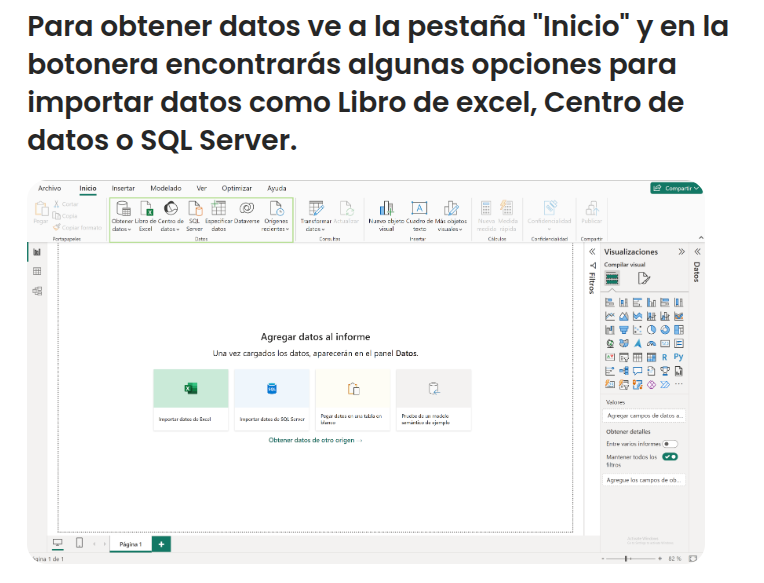 Para obtener datos ve a la pestaña "Inicio" y en la
botonera encontrarás algunas opciones para
importar datos como Libro de excel, Centro de
datos o SQL Server.
Archivo Inicio Insertar Modelado Ver Optimizar Ayuda Compartir
Pegar Cortar
Copiar
Copiar formato
Portapapeles
Obtener datos Libro de Excel Centro de datos SQL Server Especificar datos Dataverse Orígenes recientes
Datos
Transformar datos Actualizar
Consultas
Nuevo objeto visual Cuadro de texto Más objetos visuales
Insertar
Nueva medida Medida rápida
Cálculos
Confidencialidad
Confidencialidad
Publicar
Compartir
Visualizaciones
Compilar visual
Filtros
Datos
Agregar datos al informe
Una vez cargados los datos, aparecerán en el panel Datos.
Importar datos de Excel
Importar datos de SQL Server
Pegar datos en una tabla en
blanco
Pruebe de un modelo
semántico de ejemplo
Obtener datos de otro origen →
R Py
Valores
Agregar campos de datos a...
Obtener detalles
Entre varios informes
Mantener todos los
filtros
Agregue los campos de ob...
Página 1 +
Página 1 de 1
82 %